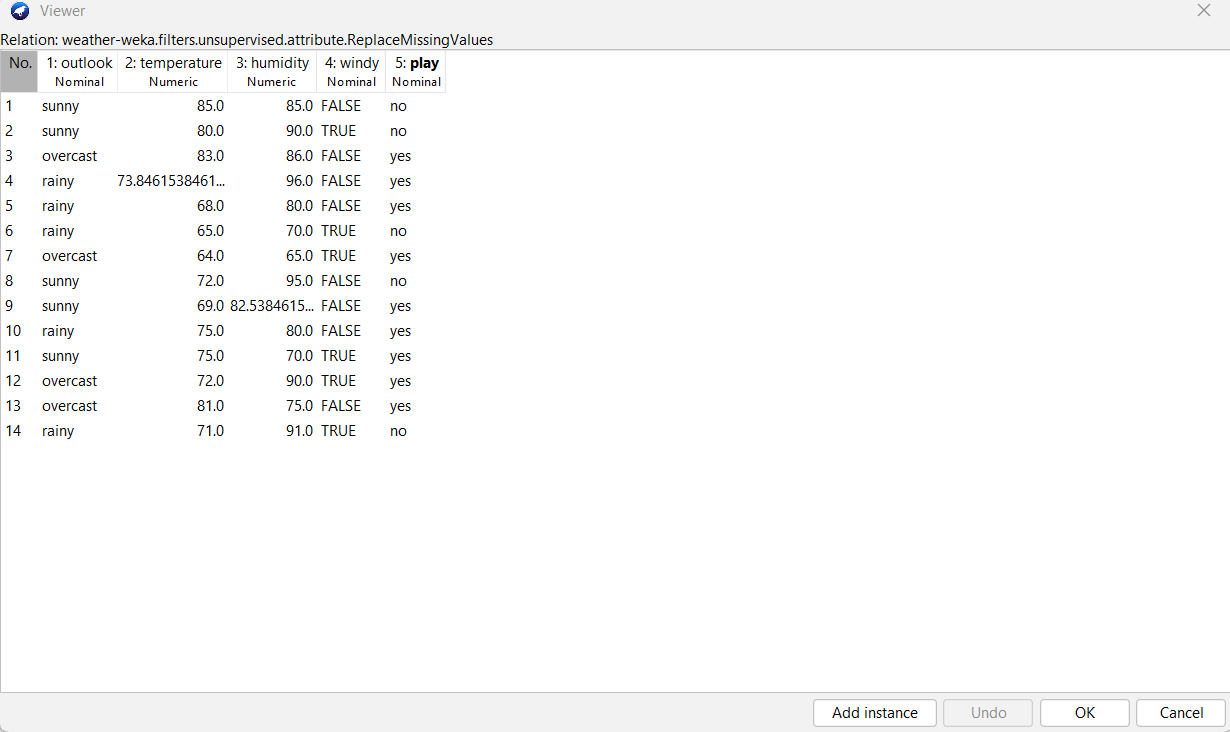 Viewer
Relation: weather-weka.filters.unsupervised.attribute.ReplaceMissingValues
No. 1: outlook 2: temperature 3: humidity 4: windy 5: play
Nominal Numeric Numeric Nominal Nominal
1 sunny 85.0 85.0 FALSE no
2 sunny 80.0 90.0 TRUE no
3 overcast 83.0 86.0 FALSE yes
4 rainy 73.8461538461... 96.0 FALSE yes
5 rainy 68.0 80.0 FALSE yes
6 rainy 65.0 70.0 TRUE no
7 overcast 64.0 65.0 TRUE yes
8 sunny 72.0 95.0 FALSE no
9 sunny 69.0 82.5384615... FALSE yes
10 rainy 75.0 80.0 FALSE yes
11 sunny 75.0 70.0 TRUE yes
12 overcast 72.0 90.0 TRUE yes
13 overcast 81.0 75.0 FALSE yes
14 rainy 71.0 91.0 TRUE no
Add instance Undo OK Cancel